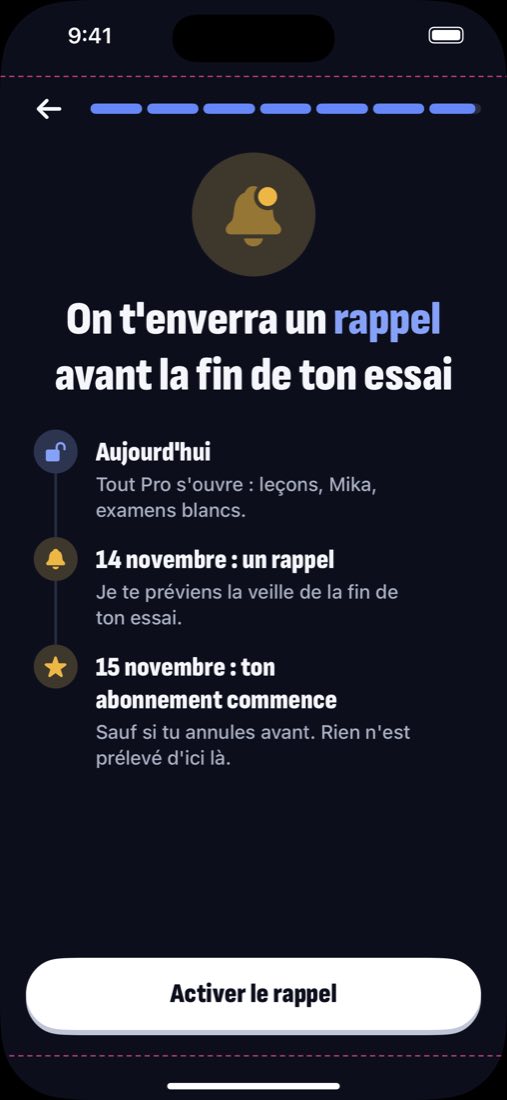 9:41
On t'enverra un rappel
avant la fin de ton essai
Aujourd'hui
Tout Pro s'ouvre : leçons, Mika,
examens blancs.
14 novembre : un rappel
Je te préviens la veille de la fin de
ton essai.
15 novembre : ton
abonnement commence
Sauf si tu annules avant. Rien n'est
prélevé d'ici là.
Activer le rappel